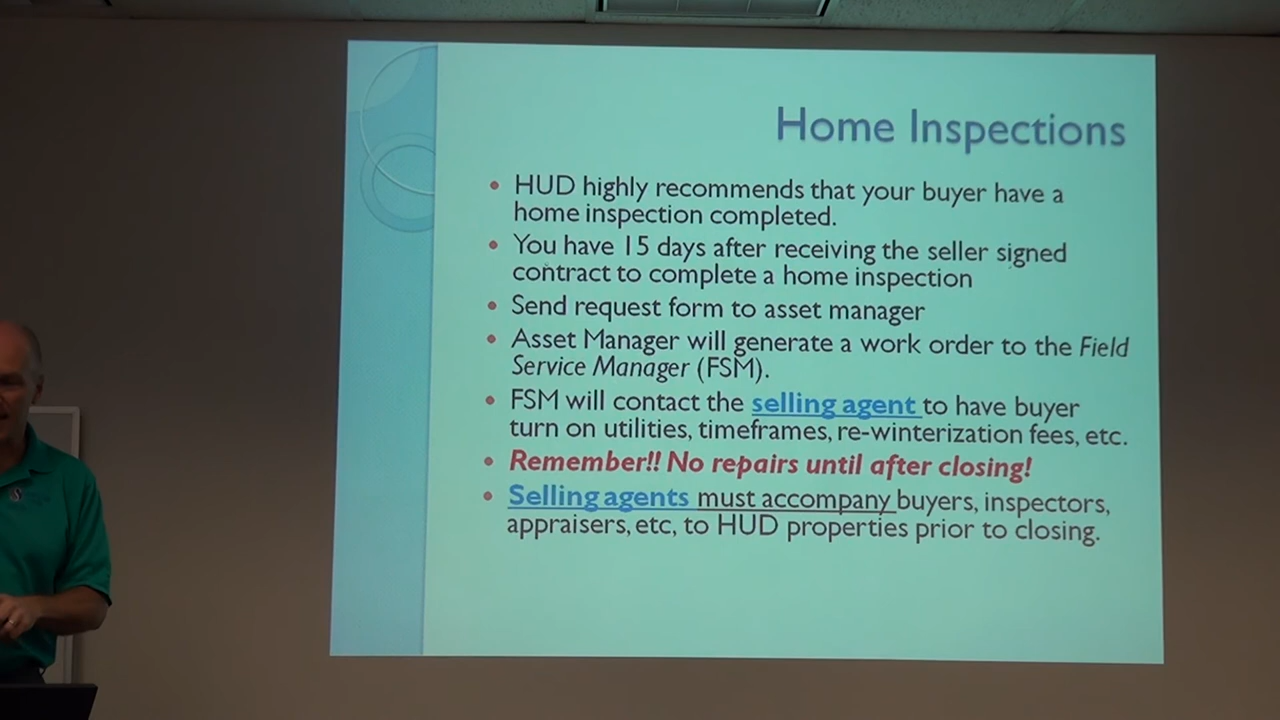 Home Inspections
• HUD highly recommends that your buyer have a
home inspection completed.
• You have 15 days after receiving the seller signed
contract to complete a home inspection
• Send request form to asset manager
• Asset Manager will generate a work order to the Field
Service Manager (FSM).
• FSM will contact the selling agent to have buyer
turn on utilities, timeframes, re-winterization fees, etc.
• Remember!! No repairs until after closing!
• Selling agents must accompany buyers, inspectors,
appraisers, etc, to HUD properties prior to closing.